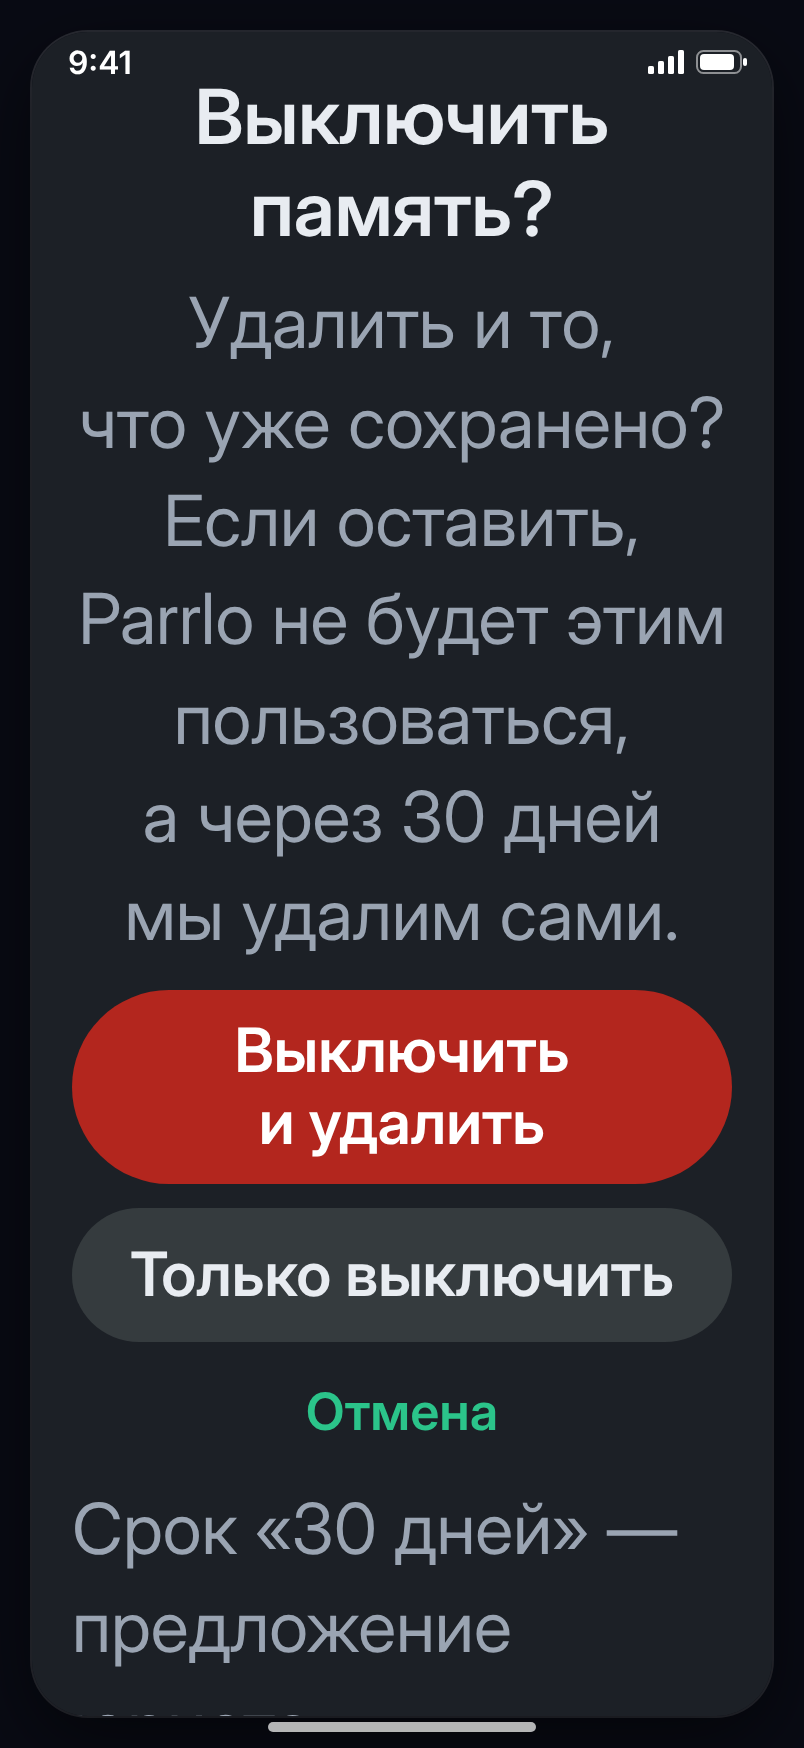 9:41
Выключить
память?
Удалить и то,
что уже сохранено?
Если оставить,
Parrlo не будет этим
пользоваться,
а через 30 дней
мы удалим сами.
Выключить
и удалить
Только выключить
Отмена
Срок «30 дней» —
предложение